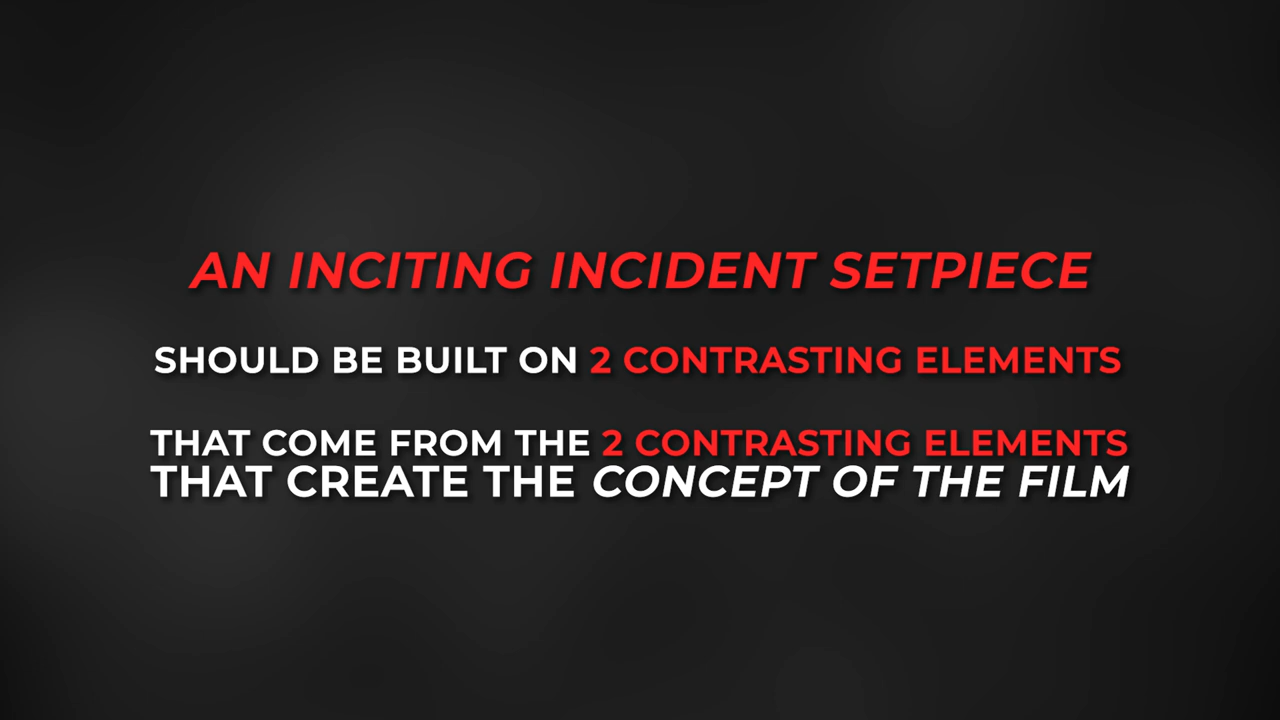 AN INCITING INCIDENT SETPIECE
SHOULD BE BUILT ON 2 CONTRASTING ELEMENTS
THAT COME FROM THE 2 CONTRASTING ELEMENTS
THAT CREATE THE CONCEPT OF THE FILM